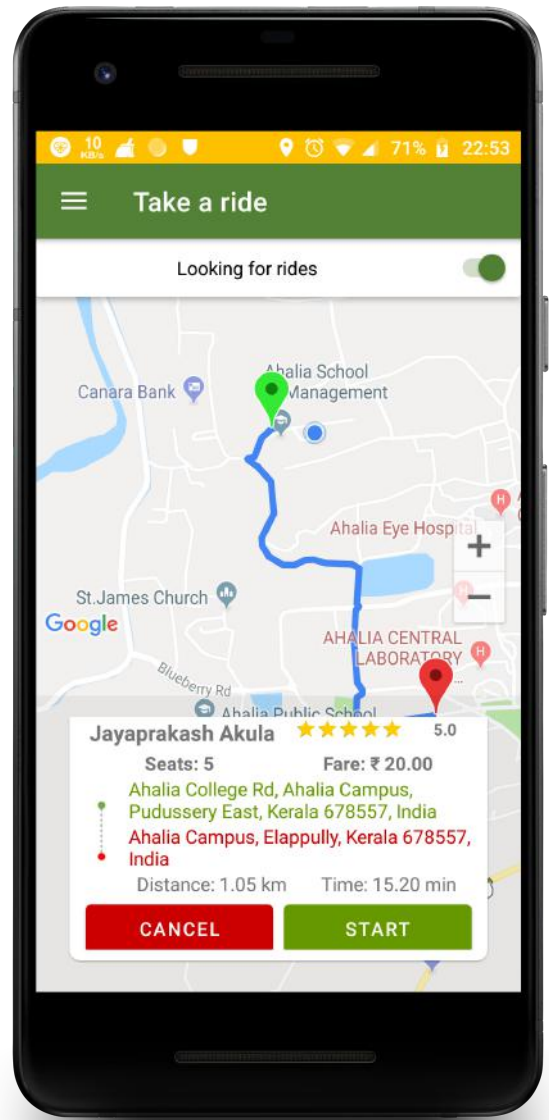 10
KB/s
71%
22:53
Take a ride
Looking for rides
Ahalia School
Management
Canara Bank
Ahalia Eye Hospital
+
St.James Church
−
Google
AHALIA CENTRAL
LABORATORY
...
Blueberry Rd
Ahalia Public School
Jayaprakash Akula
5.0
Seats: 5
Fare: ₹ 20.00
Ahalia College Rd, Ahalia Campus,
Pudussery East, Kerala 678557, India
Ahalia Campus, Elappully, Kerala 678557,
India
Distance: 1.05 km
Time: 15.20 min
CANCEL
START